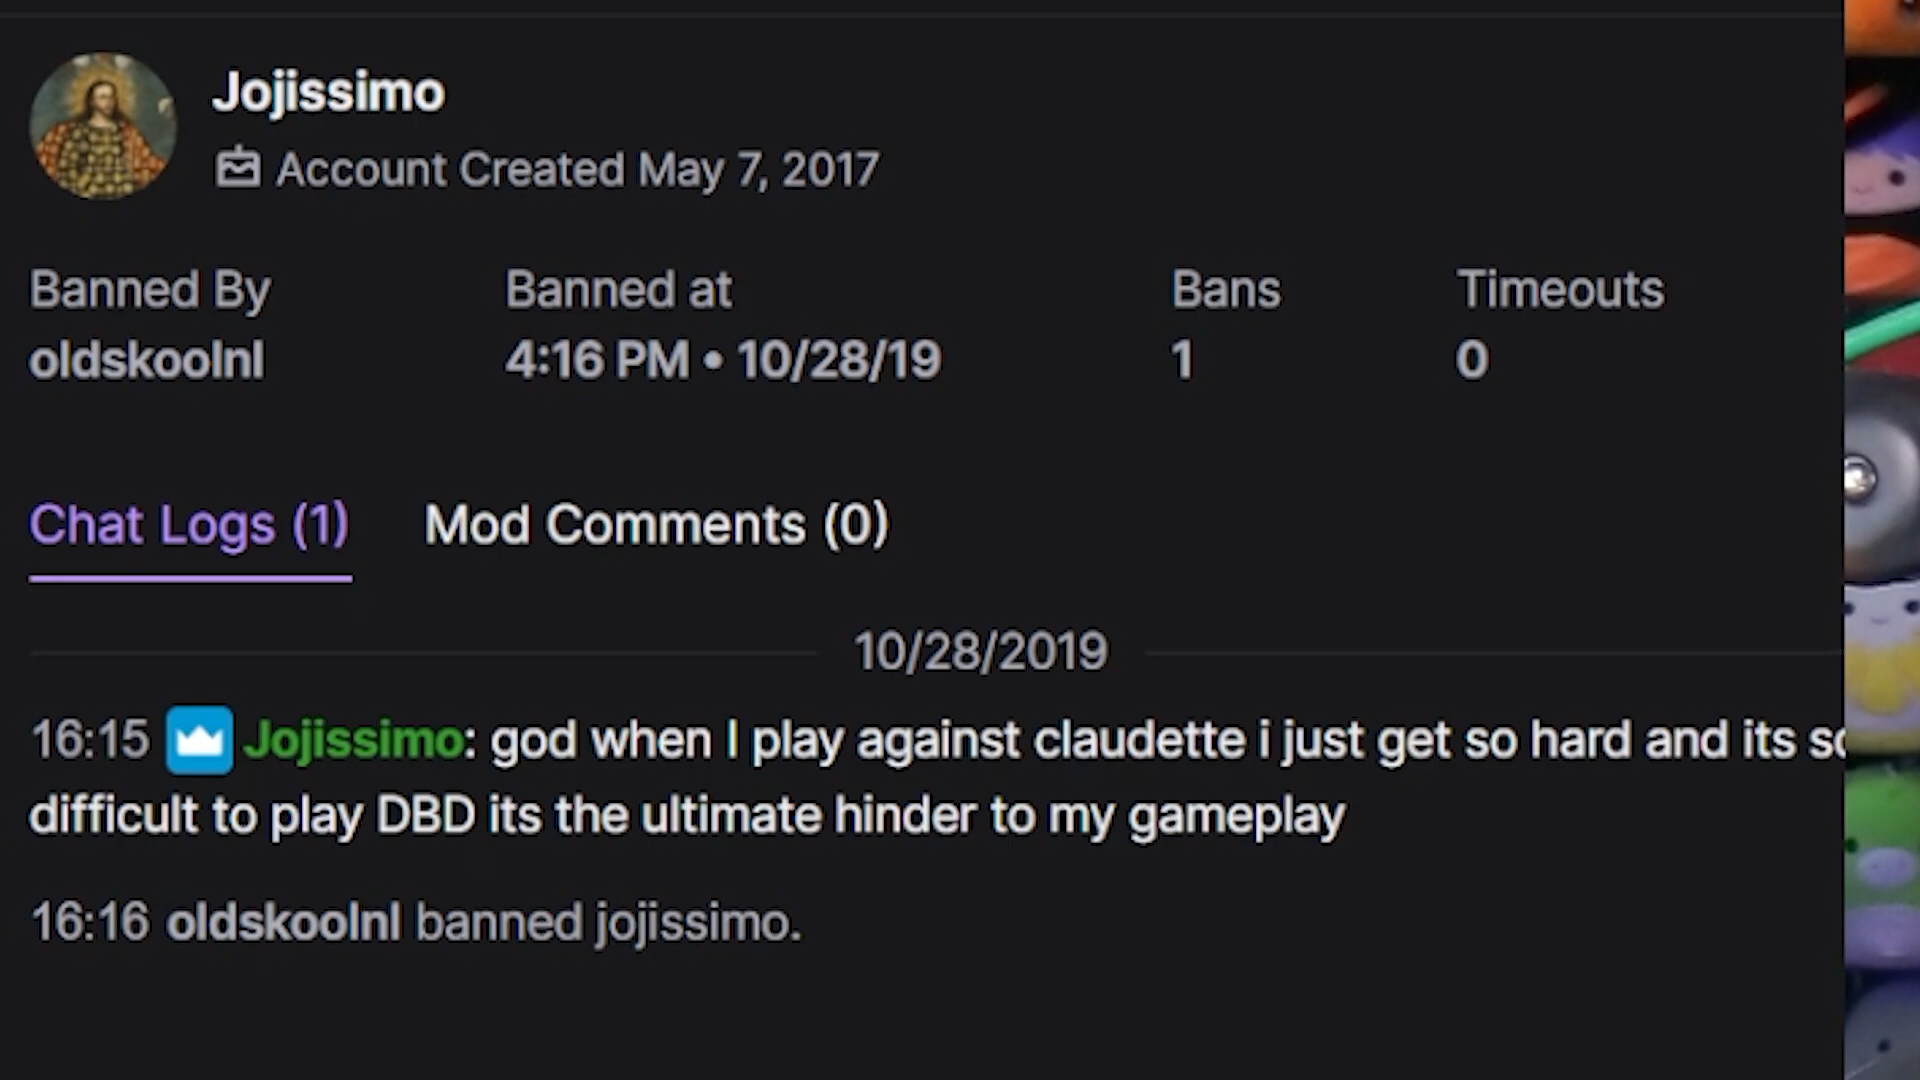 Jojissimo
Account Created May 7, 2017
Banned By Banned at Bans Timeouts
oldskoolnl 4:16 PM • 10/28/19 1 0
Chat Logs (1) Mod Comments (0)
10/28/2019
16:15 Jojissimo: god when I play against claudette i just get so hard and its so
difficult to play DBD its the ultimate hinder to my gameplay
16:16 oldskoolnl banned jojissimo.